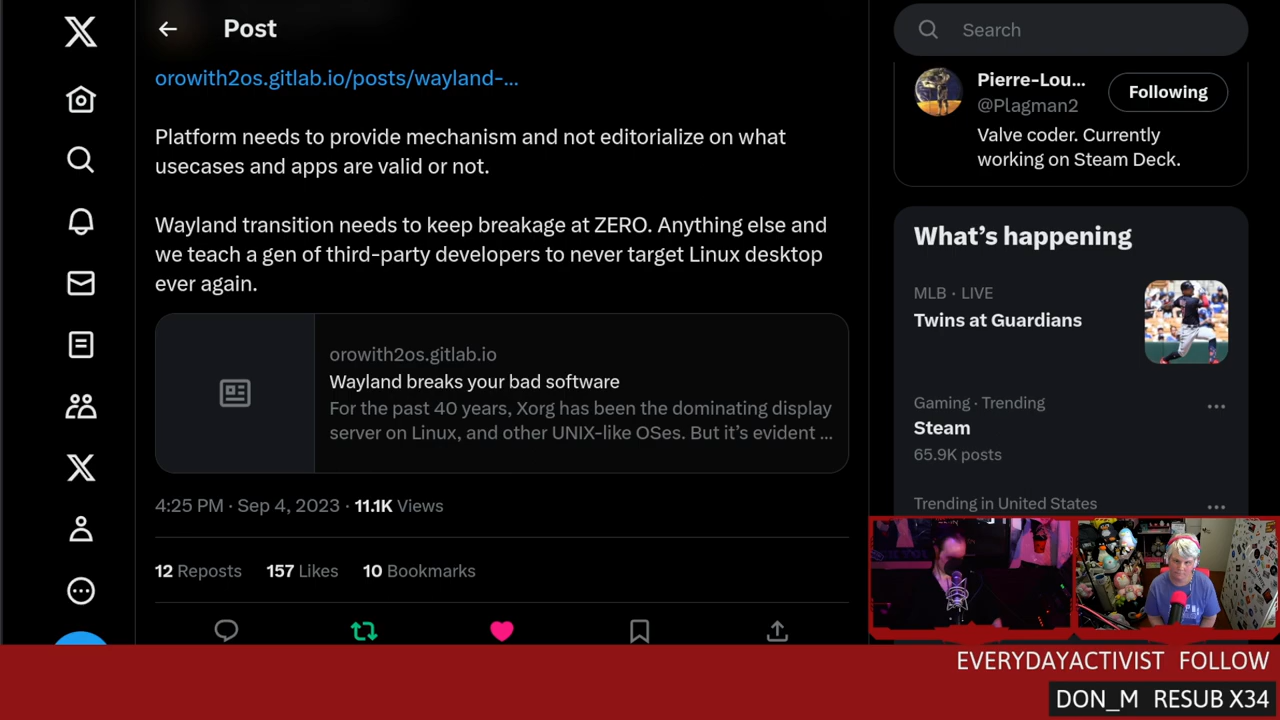 Post
orowith2os.gitlab.io/posts/wayland-...
Platform needs to provide mechanism and not editorialize on what
usecases and apps are valid or not.
Wayland transition needs to keep breakage at ZERO. Anything else and
we teach a gen of third-party developers to never target Linux desktop
ever again.
orowith2os.gitlab.io
Wayland breaks your bad software
For the past 40 years, Xorg has been the dominating display
server on Linux, and other UNIX-like OSes. But it's evident ...
4:25 PM · Sep 4, 2023 · 11.1K Views
12 Reposts 157 Likes 10 Bookmarks
Search
Pierre-Lou...
@Plagman2
Following
Valve coder. Currently
working on Steam Deck.
What's happening
MLB · LIVE
Twins at Guardians
Gaming · Trending
Steam
65.9K posts
Trending in United States
EVERYDAYACTIVIST FOLLOW
DON_M RESUB X34